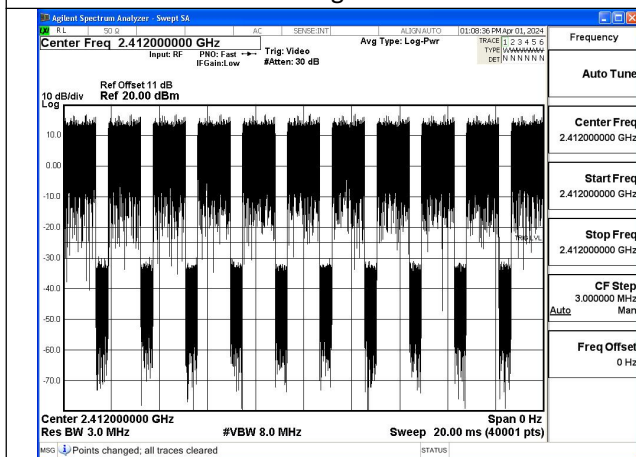 Agilent Spectrum Analyzer - Swept SA
RL 50 Ω AC SENSE:INT ALIGN AUTO 01:08:36 PM Apr 01, 2024
Center Freq 2.412000000 GHz
Input: RF PNO: Fast
IFGain:Low
Trig: Video
#Atten: 30 dB
Avg Type: Log-Pwr
TRACE 1 2 3 4 5 6
TYPE
DET N N N N N N
Ref Offset 11 dB
10 dB/div Ref 20.00 dBm
Log
10.0
0.00
-10.0
-20.0
TRIG LVL
-30.0
-40.0
-50.0
-60.0
-70.0
Center 2.412000000 GHz Span 0 Hz
Res BW 3.0 MHz #VBW 8.0 MHz Sweep 20.00 ms (40001 pts)
MSG Points changed; all traces cleared STATUS
Frequency
Auto Tune
Center Freq
2.412000000 GHz
Start Freq
2.412000000 GHz
Stop Freq
2.412000000 GHz
CF Step
3.000000 MHz
Auto Man
Freq Offset
0 Hz